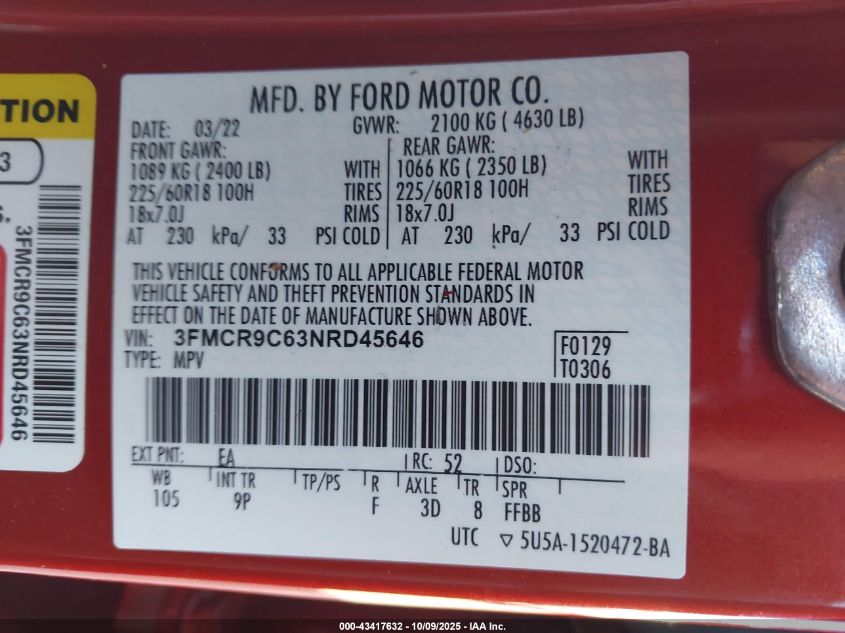 TION
3
3FMCR9C63NRD45646
MFD. BY FORD MOTOR CO.
DATE: 03/22 GVWR: 2100 KG ( 4630 LB)
FRONT GAWR: REAR GAWR:
1089 KG ( 2400 LB) WITH 1066 KG ( 2350 LB) WITH
225/60R18 100H TIRES 225/60R18 100H TIRES
18x7.0J RIMS 18x7.0J RIMS
AT 230 kPa/ 33 PSI COLD AT 230 kPa/ 33 PSI COLD
THIS VEHICLE CONFORMS TO ALL APPLICABLE FEDERAL MOTOR
VEHICLE SAFETY AND THEFT PREVENTION STANDARDS IN
EFFECT ON THE DATE OF MANUFACTURE SHOWN ABOVE.
VIN: 3FMCR9C63NRD45646 F0129
TYPE: MPV T0306
EXT PNT: EA RC: 52 DSO:
WB INT TR TP/PS R AXLE TR SPR
105 9P F 3D 8 FFBB
UTC ▽ 5U5A-1520472-BA
000-43417632 - 10/09/2025 - IAA Inc.